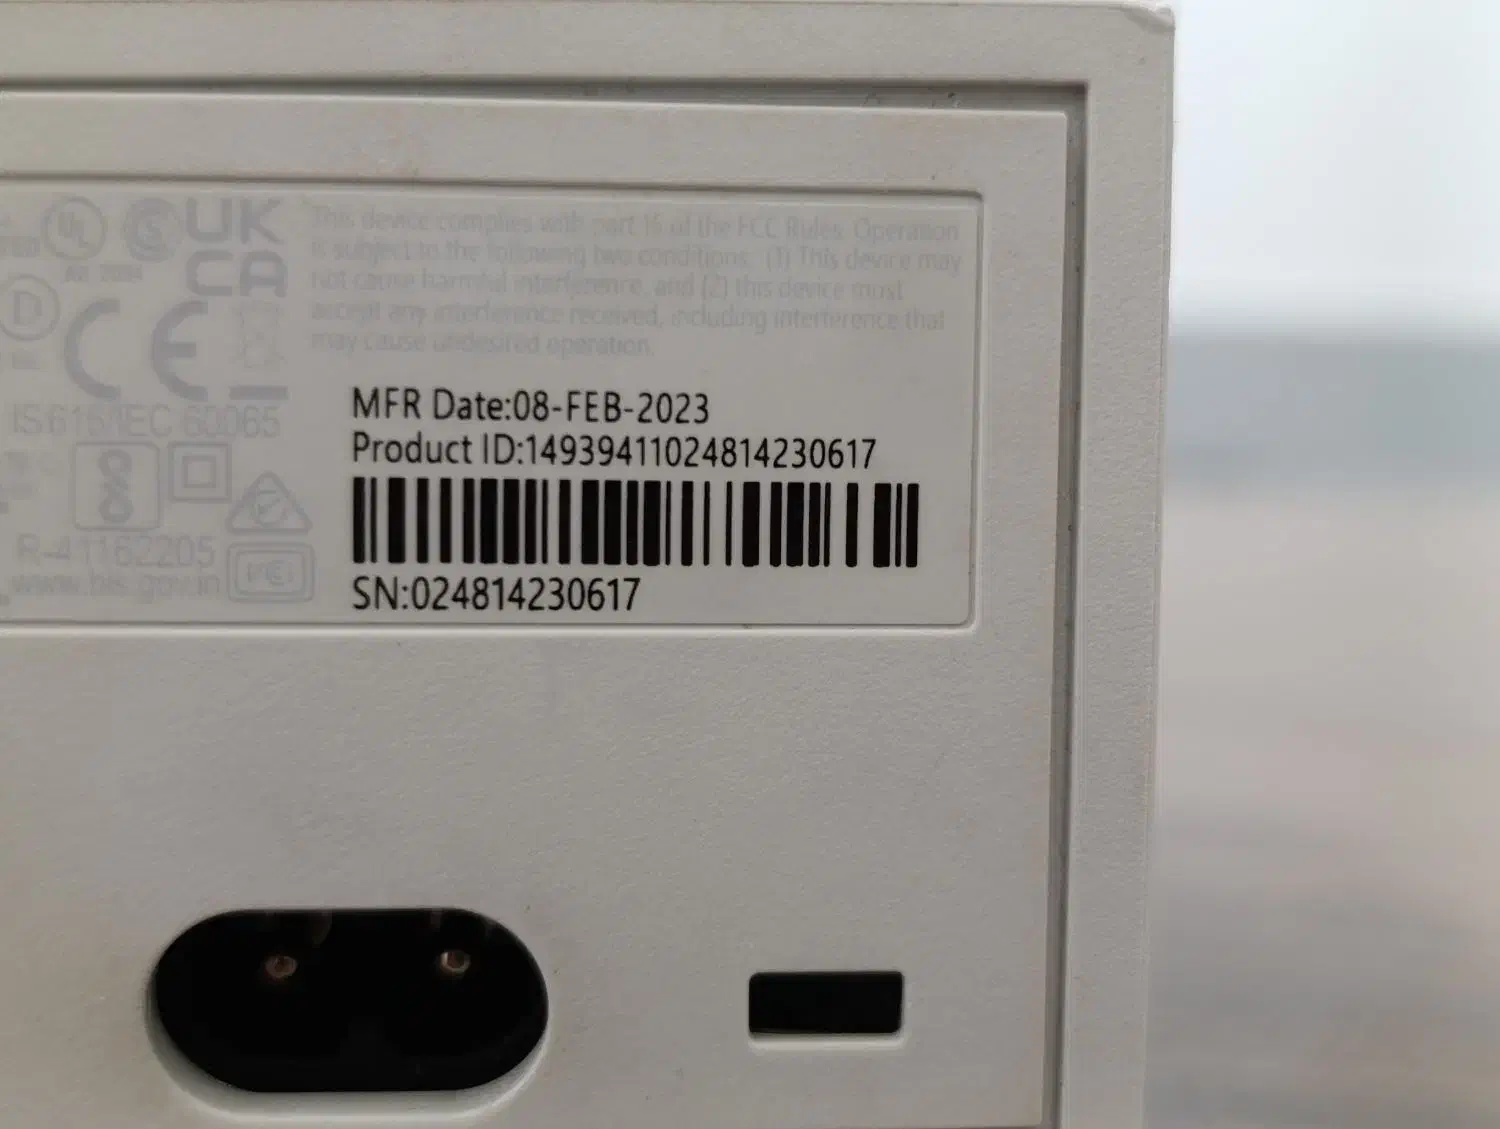 UL
UK
CA
D
CE
This device complies with part 15 of the FCC Rules. Operation
is subject to the following two conditions: (1) This device may
not cause harmful interference, and (2) this device must
accept any interference received, including interference that
may cause undesired operation.
IS 615/IEC 60065
R-41162205
www.bis.gov.in
MFR Date:08-FEB-2023
Product ID:14939411024814230617
SN:024814230617